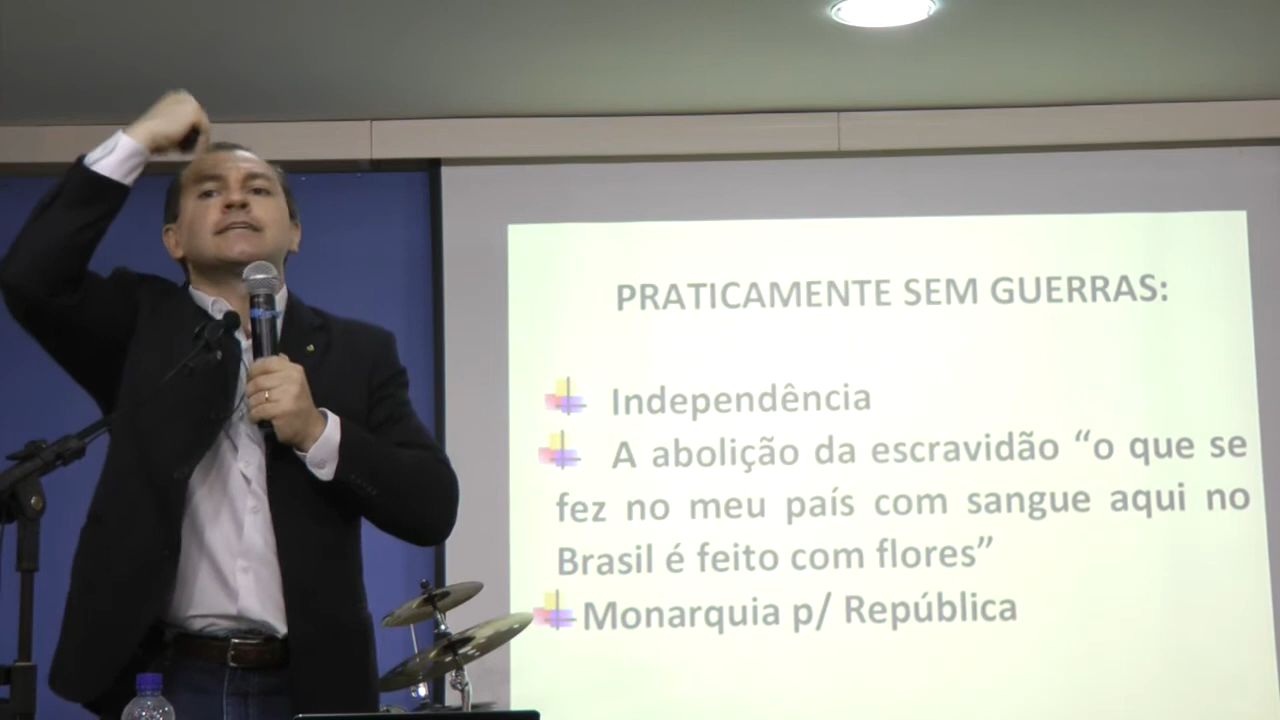 PRATICAMENTE SEM GUERRAS:
Independência
A abolição da escravidão “o que se
fez no meu país com sangue aqui no
Brasil é feito com flores”
Monarquia p/ República